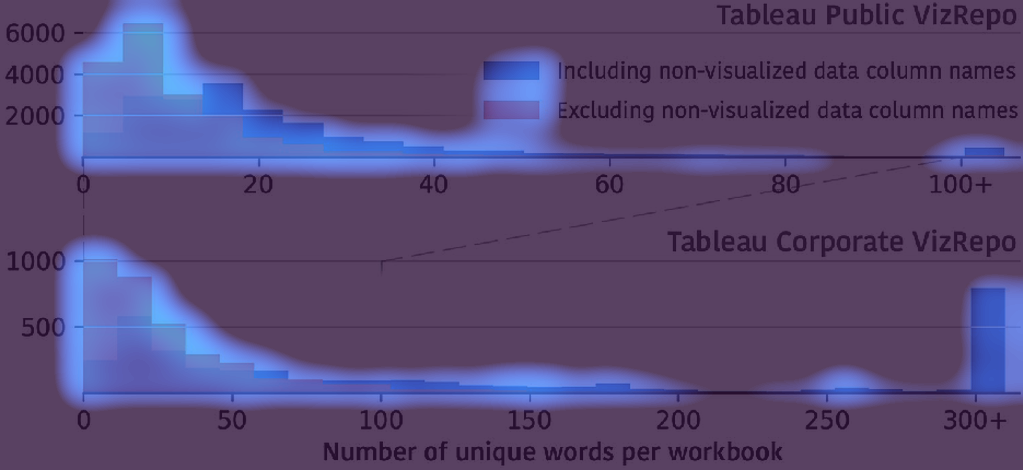 Tableau Public VizRepo
6000
4000
2000
Including non-visualized data column names
Excluding non-visualized data column names
0 20 40 60 80 100+
Tableau Corporate VizRepo
1000
500
0 50 100 150 200 250 300+
Number of unique words per workbook